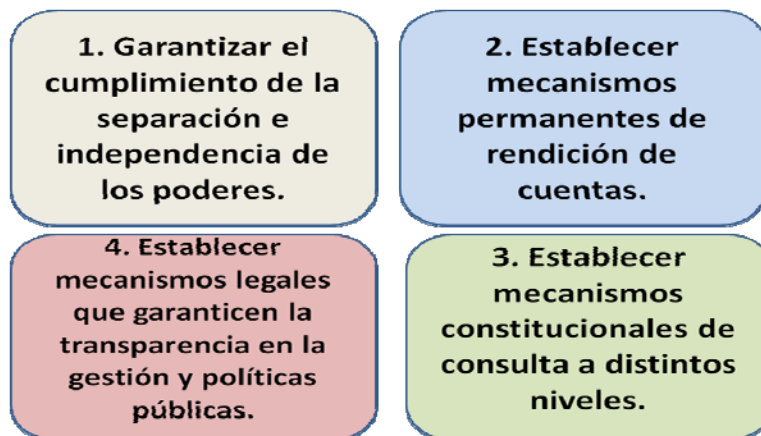 1. Garantizar el
cumplimiento de la
separación e
independencia de
los poderes.
2. Establecer
mecanismos
permanentes de
rendición de
cuentas.
4. Establecer
mecanismos legales
que garanticen la
transparencia en la
gestión y políticas
públicas.
3. Establecer
mecanismos
constitucionales de
consulta a distintos
niveles.